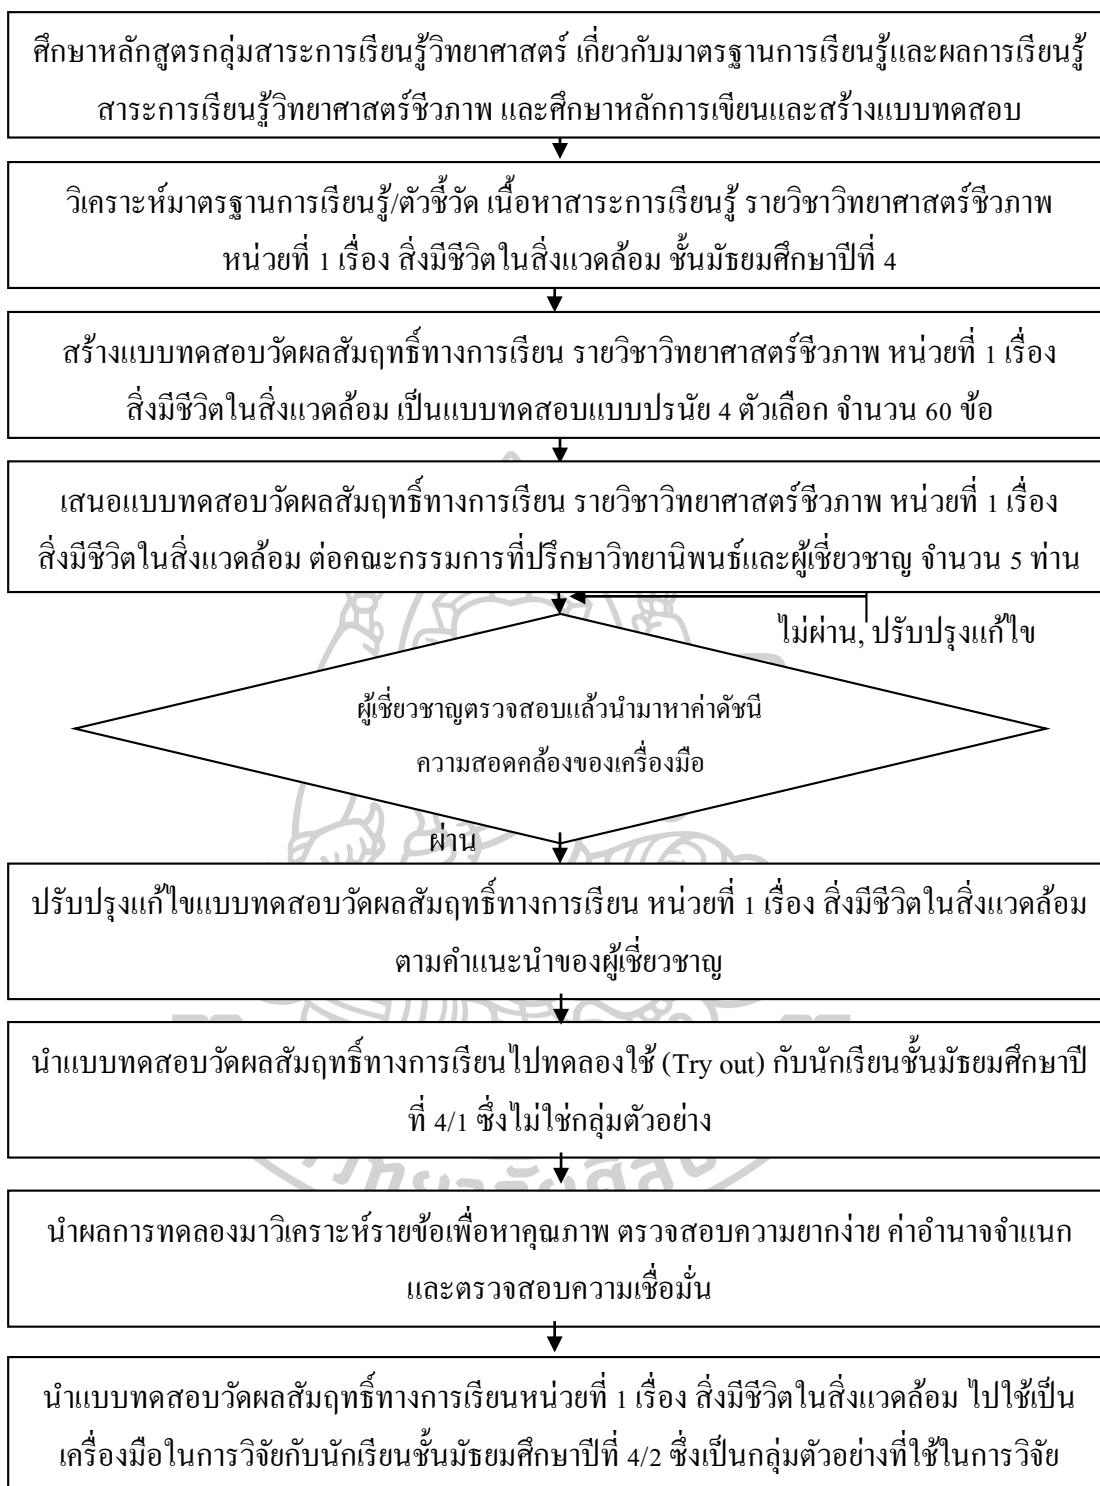 ศึกษาหลักสูตรกลุ่มสาระการเรียนรู้วิทยาศาสตร์ เกี่ยวกับมาตรฐานการเรียนรู้และผลการเรียนรู้
สาระการเรียนรู้วิทยาศาสตร์ชีวภาพ และศึกษาหลักการเขียนและสร้างแบบทดสอบ
วิเคราะห์มาตรฐานการเรียนรู้/ตัวชี้วัด เนื้อหาสาระการเรียนรู้ รายวิชาวิทยาศาสตร์ชีวภาพ
หน่วยที่ 1 เรื่อง สิ่งมีชีวิตในสิ่งแวดล้อม ชั้นมัธยมศึกษาปีที่ 4
สร้างแบบทดสอบวัดผลสัมฤทธิ์ทางการเรียน รายวิชาวิทยาศาสตร์ชีวภาพ หน่วยที่ 1 เรื่อง
สิ่งมีชีวิตในสิ่งแวดล้อม เป็นแบบทดสอบแบบปรนัย 4 ตัวเลือก จำนวน 60 ข้อ
เสนอแบบทดสอบวัดผลสัมฤทธิ์ทางการเรียน รายวิชาวิทยาศาสตร์ชีวภาพ หน่วยที่ 1 เรื่อง
สิ่งมีชีวิตในสิ่งแวดล้อม ต่อคณะกรรมการที่ปรึกษาวิทยานิพนธ์และผู้เชี่ยวชาญ จำนวน 5 ท่าน
ไม่ผ่าน, ปรับปรุงแก้ไข
ผู้เชี่ยวชาญตรวจสอบแล้วนำมาหาค่าดัชนี
ความสอดคล้องของเครื่องมือ
ผ่าน
ปรับปรุงแก้ไขแบบทดสอบวัดผลสัมฤทธิ์ทางการเรียน หน่วยที่ 1 เรื่อง สิ่งมีชีวิตในสิ่งแวดล้อม
ตามคำแนะนำของผู้เชี่ยวชาญ
นำแบบทดสอบวัดผลสัมฤทธิ์ทางการเรียนไปทดลองใช้ (Try out) กับนักเรียนชั้นมัธยมศึกษาปี
ที่ 4/1 ซึ่งไม่ใช่กลุ่มตัวอย่าง
นำผลการทดลองมาวิเคราะห์รายข้อเพื่อหาคุณภาพ ตรวจสอบความยากง่าย ค่าอำนาจจำแนก
และตรวจสอบความเชื่อมั่น
นำแบบทดสอบวัดผลสัมฤทธิ์ทางการเรียนหน่วยที่ 1 เรื่อง สิ่งมีชีวิตในสิ่งแวดล้อม ไปใช้เป็น
เครื่องมือในการวิจัยกับนักเรียนชั้นมัธยมศึกษาปีที่ 4/2 ซึ่งเป็นกลุ่มตัวอย่างที่ใช้ในการวิจัย